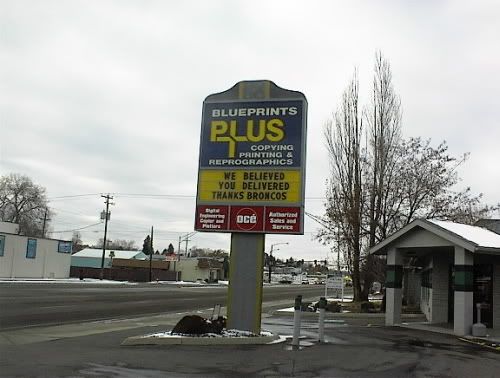 BLUEPRINTS
PLUS
COPYING
PRINTING &
REPROGRAPHICS
WE BELIEVED
YOU DELIVERED
THANKS BRONCOS
Digital
Engineering
Copier and
Plotters
océ
Authorized
Sales and
Service